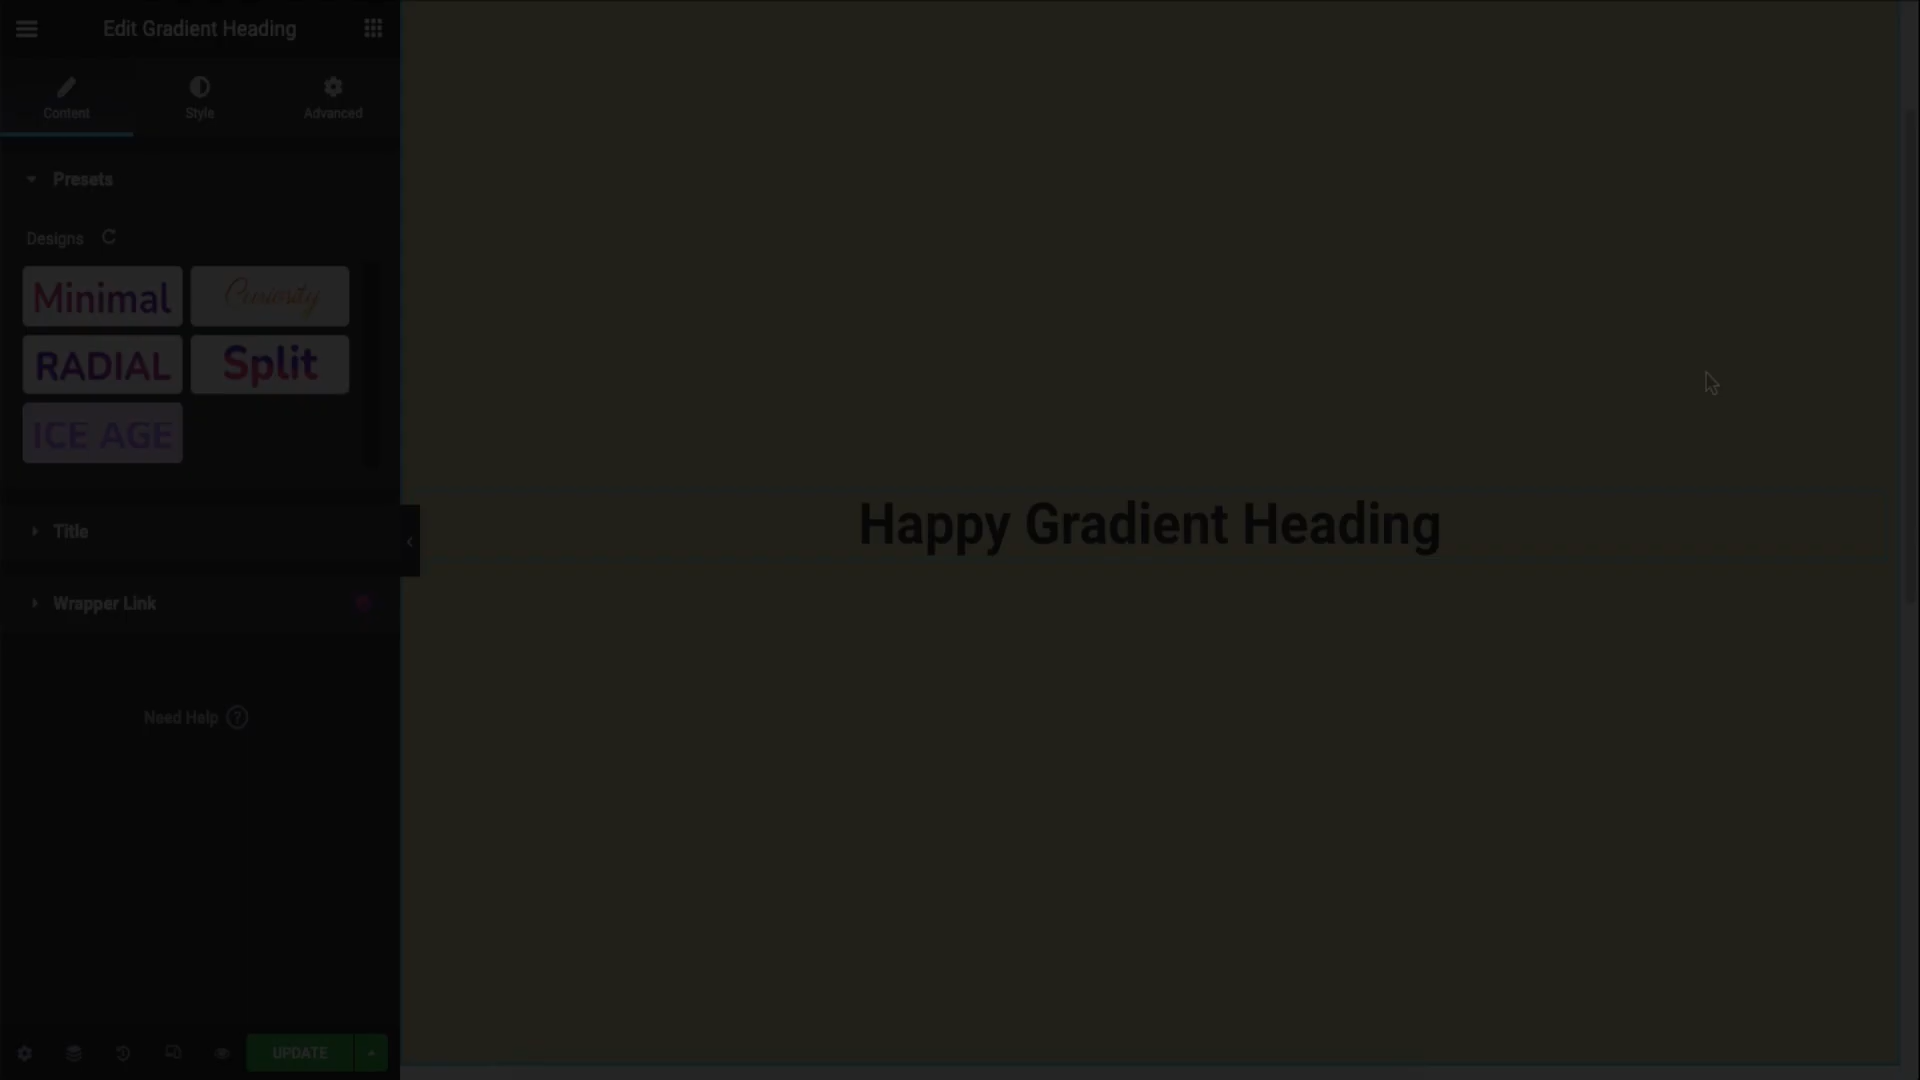 Edit Gradient Heading
Content Style Advanced
Presets
Designs
Minimal Curiosity
RADIAL Split
ICE AGE
Title
Wrapper Link
Need Help ?
UPDATE
Happy Gradient Heading